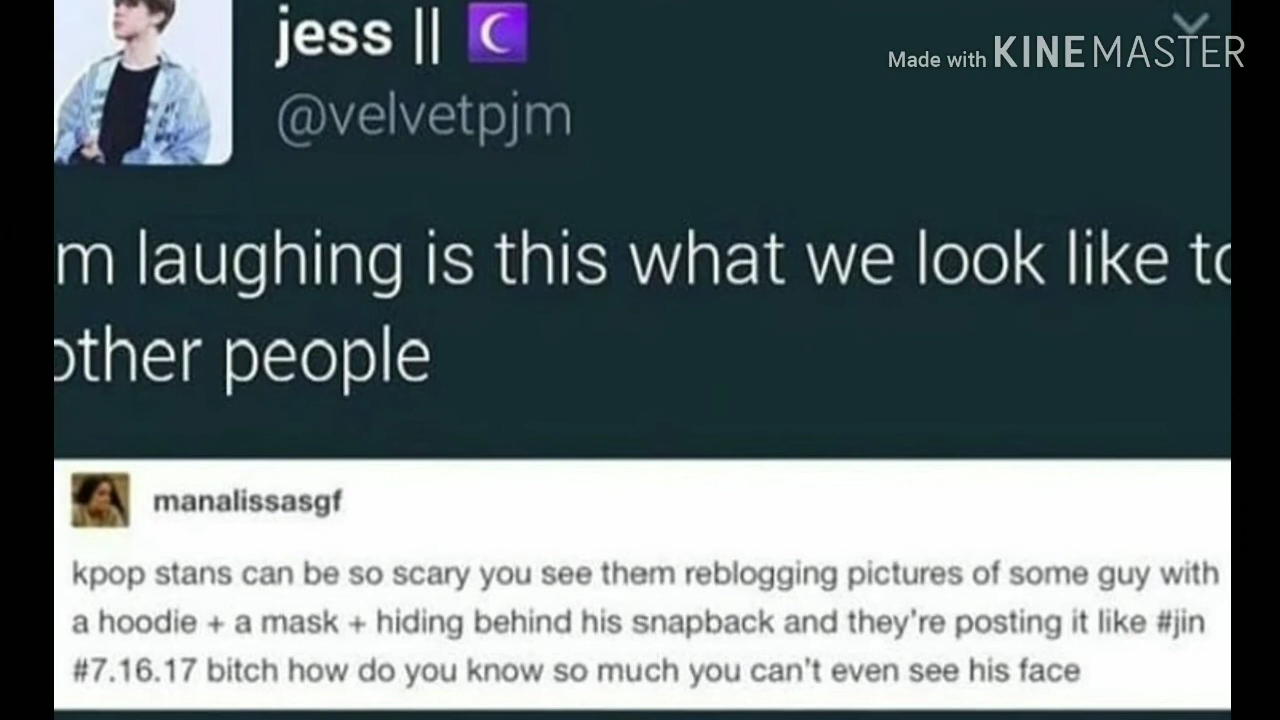 jess ||
Made with KINEMASTER
@velvetpjm
m laughing is this what we look like to
other people
manalissasgf
kpop stans can be so scary you see them reblogging pictures of some guy with
a hoodie + a mask + hiding behind his snapback and they're posting it like #jin
#7.16.17 bitch how do you know so much you can't even see his face